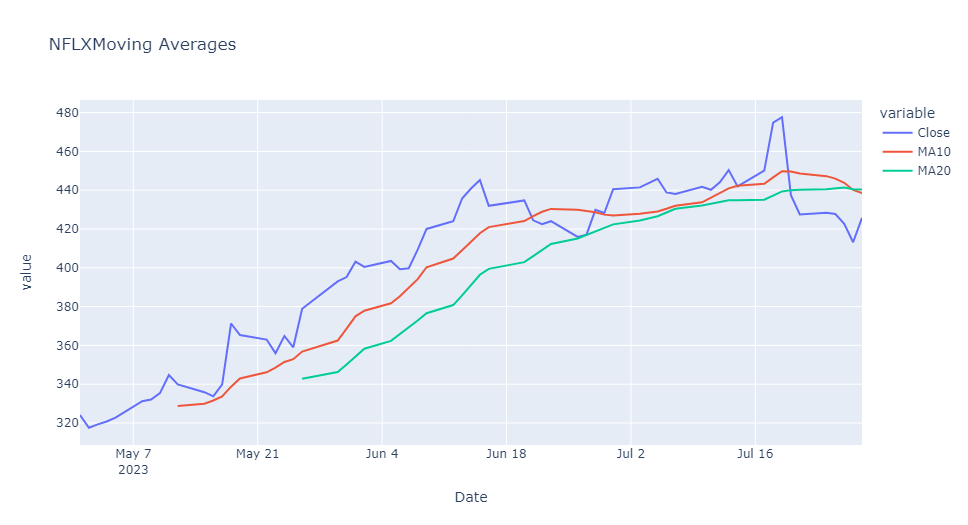 NFLXMoving Averages
variable
Close
MA10
MA20
value
480
460
440
420
400
380
360
340
320
May 7
2023
May 21
Jun 4
Jun 18
Jul 2
Jul 16
Date